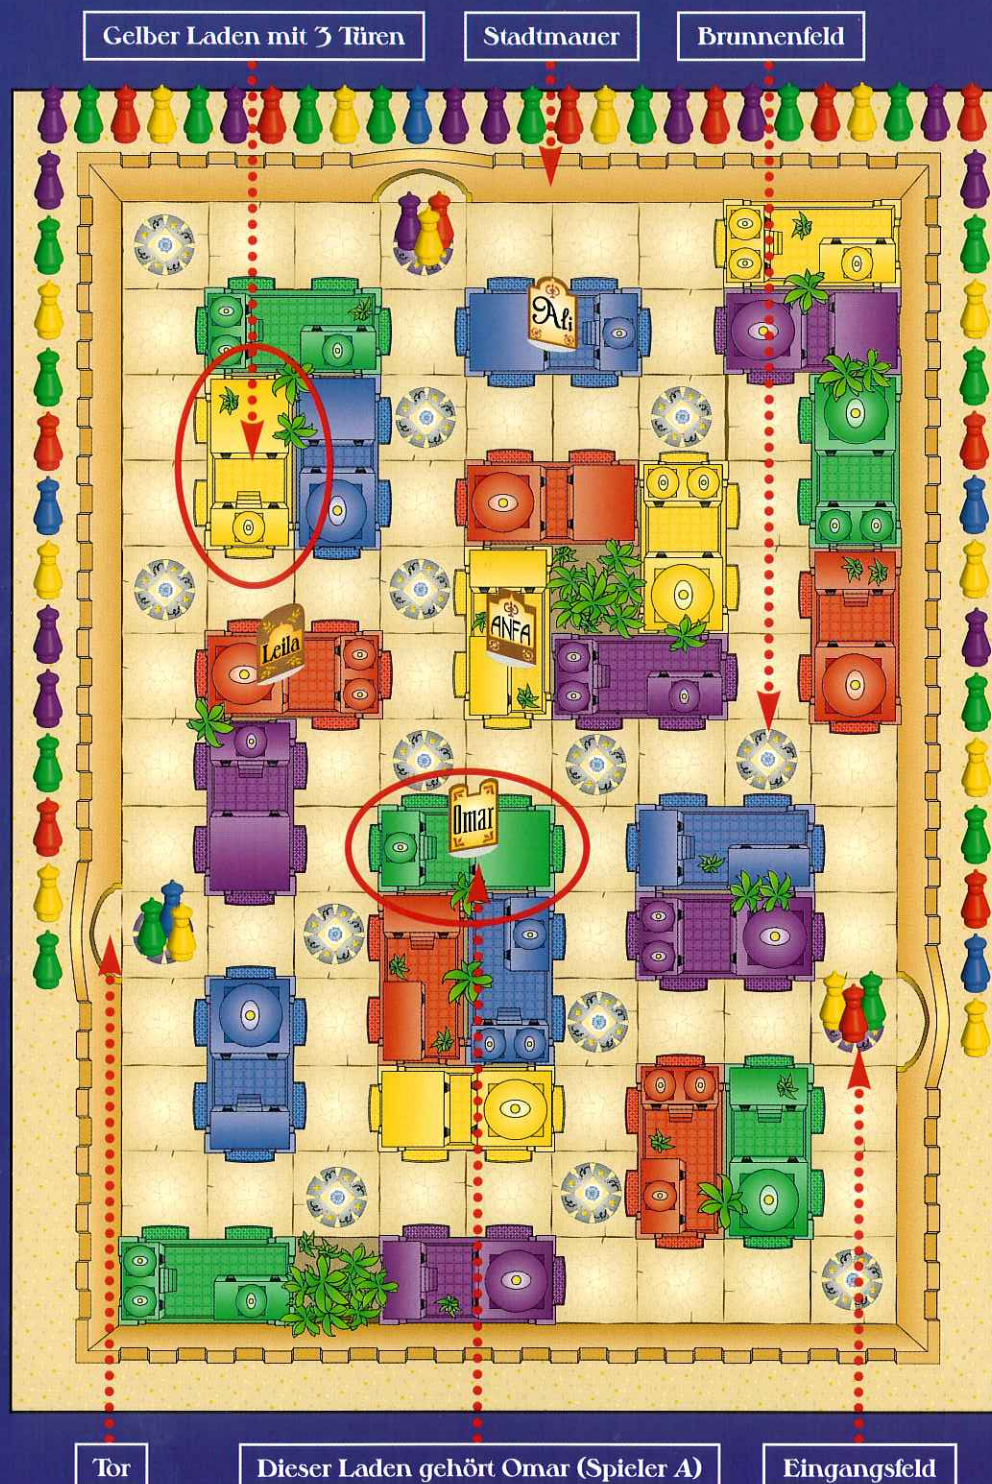 Gelber Laden mit 3 Türen
Stadtmauer
Brunnenfeld
Ali
Leila
ANFA
Omar
Tor
Dieser Laden gehört Omar (Spieler A)
Eingangsfeld